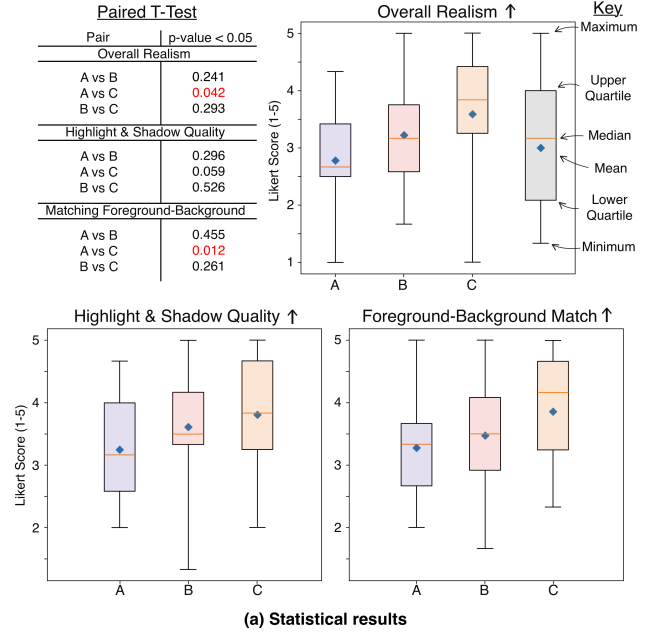 Paired T-Test
Pair p-value < 0.05
Overall Realism
A vs B 0.241
A vs C 0.042
B vs C 0.293
Highlight & Shadow Quality
A vs B 0.296
A vs C 0.059
B vs C 0.526
Matching Foreground-Background
A vs B 0.455
A vs C 0.012
B vs C 0.261
Overall Realism ↑
Likert Score (1-5)
5
4
3
2
1
A B C
Key
Maximum
Upper
Quartile
Median
Mean
Lower
Quartile
Minimum
Highlight & Shadow Quality ↑
Likert Score (1-5)
5
4
3
2
A B C
Foreground-Background Match ↑
5
4
3
2
A B C
(a) Statistical results